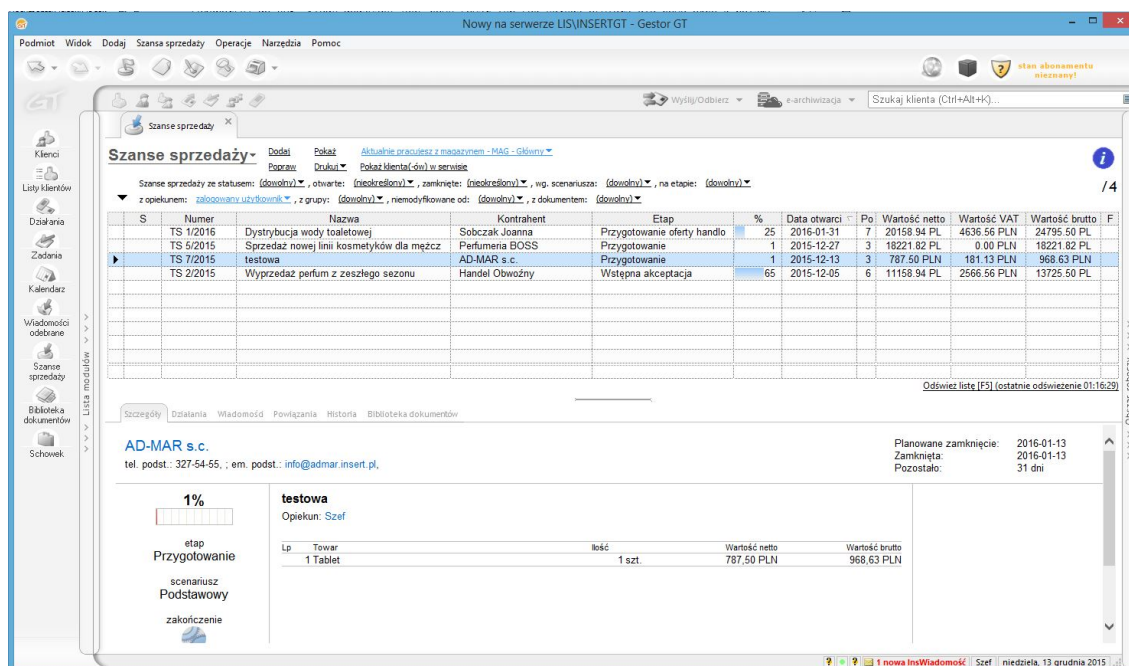 Nowy na serwerze LIS\INSERTGT - Gestor GT
Podmiot Widok Dodaj Szansa sprzedaży Operacje Narzędzia Pomoc
stan abonamentu
nieznany!
GT
Wyślij/Odbierz e-archiwizacja Szukaj klienta (Ctrl+Alt+K)...
Szanse sprzedaży
Klienci
Listy klientów
Działania
Zadania
Kalendarz
Wiadomości
odebrane
Szanse
sprzedaży
Biblioteka
dokumentów
Schowek
Lista modułów
Szanse sprzedaży
Dodaj Pokaż Aktualnie pracujesz z magazynem - MAG - Główny
Popraw Drukuj Pokaż klienta(-ów) w serwisie
Szanse sprzedaży ze statusem: (dowolny) , otwarte: (nieokreślony) , zamknięte: (nieokreślony) , wg. scenariusza: (dowolny) , na etapie: (dowolny)
/4
z opiekunem: zalogowany użytkownik , z grupy: (dowolny) , niemodyfikowane od: (dowolny) , z dokumentem: (dowolny)
S Numer Nazwa Kontrahent Etap % Data otwarci Po Wartość netto Wartość VAT Wartość brutto F
TS 1/2016 Dystrybucja wody toaletowej Sobczak Joanna Przygotowanie oferty handlo 25 2016-01-31 7 20158.94 PL 4636.56 PLN 24795.50 PL
TS 5/2015 Sprzedaż nowej linii kosmetyków dla mężcz Perfumeria BOSS Przygotowanie 1 2015-12-27 3 18221.82 PL 0.00 PLN 18221.82 PL
TS 7/2015 testowa AD-MAR s.c. Przygotowanie 1 2015-12-13 3 787.50 PLN 181.13 PLN 968.63 PLN
TS 2/2015 Wyprzedaż perfum z zeszłego sezonu Handel Obwoźny Wstępna akceptacja 65 2015-12-05 6 11158.94 PL 2566.56 PLN 13725.50 PL
Odśwież listę [F5] (ostatnie odświeżenie 01:16:29)
Szczegóły Działania Wiadomości Powiązania Historia Biblioteka dokumentów
AD-MAR s.c.
tel. podst.: 327-54-55, ; em. podst.: info@admar.insert.pl,
Planowane zamknięcie: 2016-01-13
Zamknięta: 2016-01-13
Pozostało: 31 dni
1%
etap
Przygotowanie
scenariusz
Podstawowy
zakończenie
testowa
Opiekun: Szef
Lp Towar Ilość Wartość netto Wartość brutto
1 Tablet 1 szt. 787,50 PLN 968,63 PLN
1 nowa InsWiadomość Szef niedziela, 13 grudnia 2015